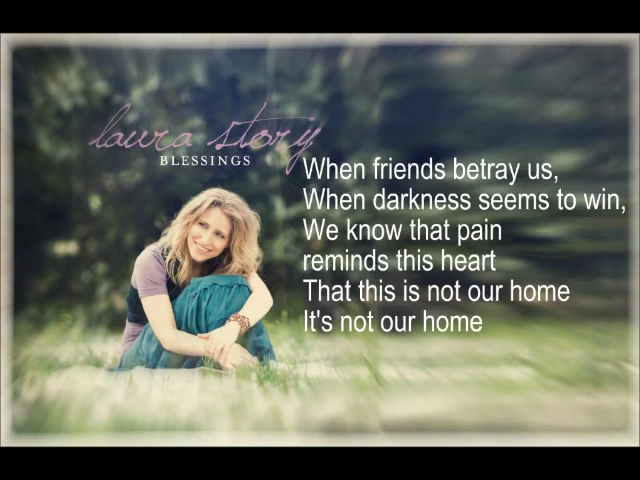 laura story
BLESSINGS
When friends betray us,
When darkness seems to win,
We know that pain
reminds this heart
That this is not our home
It's not our home